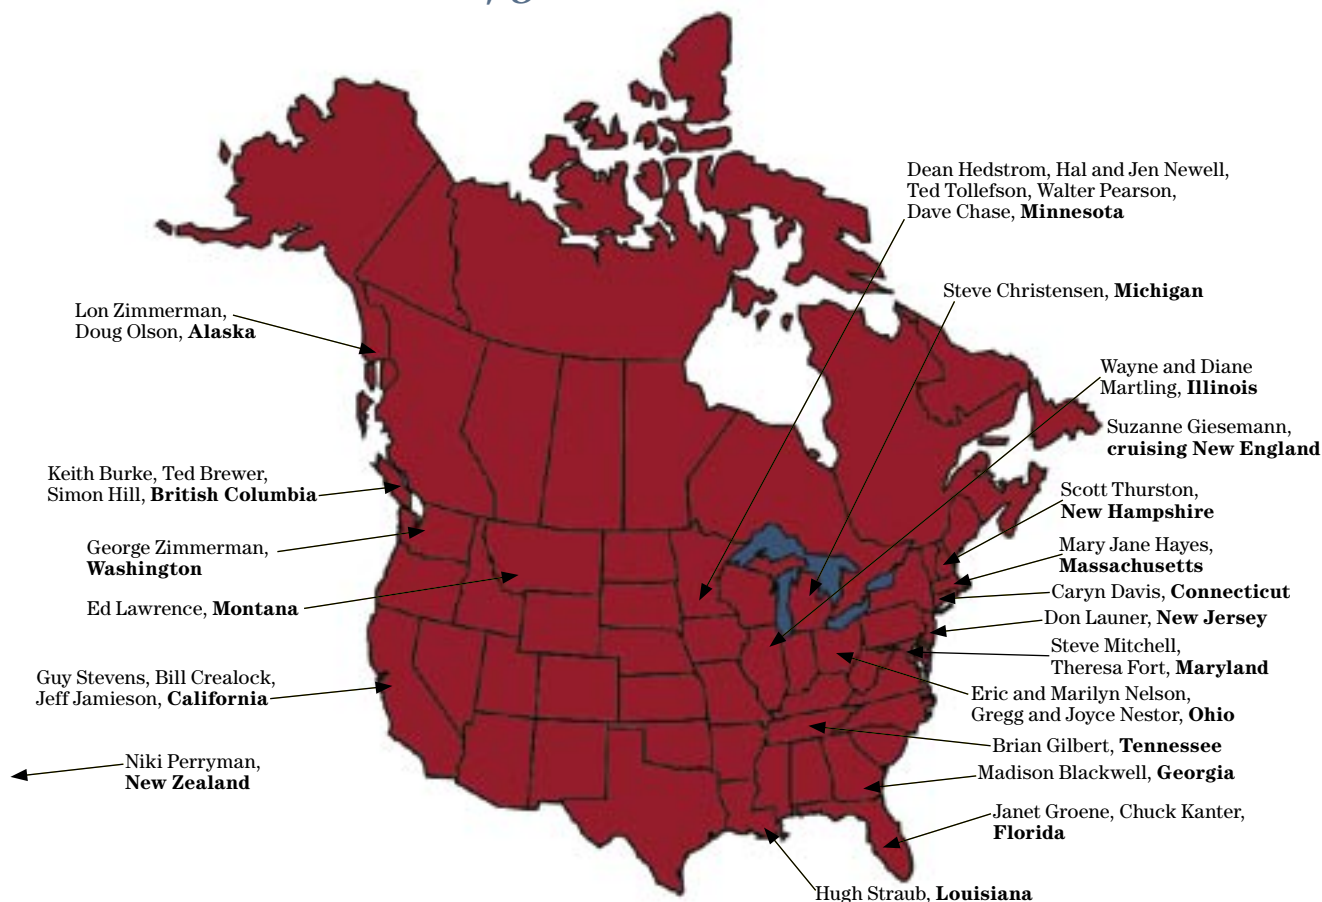 Dean Hedstrom, Hal and Jen Newell,
Ted Tollefson, Walter Pearson,
Dave Chase, Minnesota
Steve Christensen, Michigan
Lon Zimmerman,
Doug Olson, Alaska
Wayne and Diane
Martling, Illinois
Suzanne Giesemann,
cruising New England
Keith Burke, Ted Brewer,
Simon Hill, British Columbia
Scott Thurston,
New Hampshire
George Zimmerman,
Washington
Mary Jane Hayes,
Massachusetts
Ed Lawrence, Montana
Caryn Davis, Connecticut
Don Launer, New Jersey
Steve Mitchell,
Theresa Fort, Maryland
Guy Stevens, Bill Crealock,
Jeff Jamieson, California
Eric and Marilyn Nelson,
Gregg and Joyce Nestor, Ohio
Brian Gilbert, Tennessee
Niki Perryman,
New Zealand
Madison Blackwell, Georgia
Janet Groene, Chuck Kanter,
Florida
Hugh Straub, Louisiana